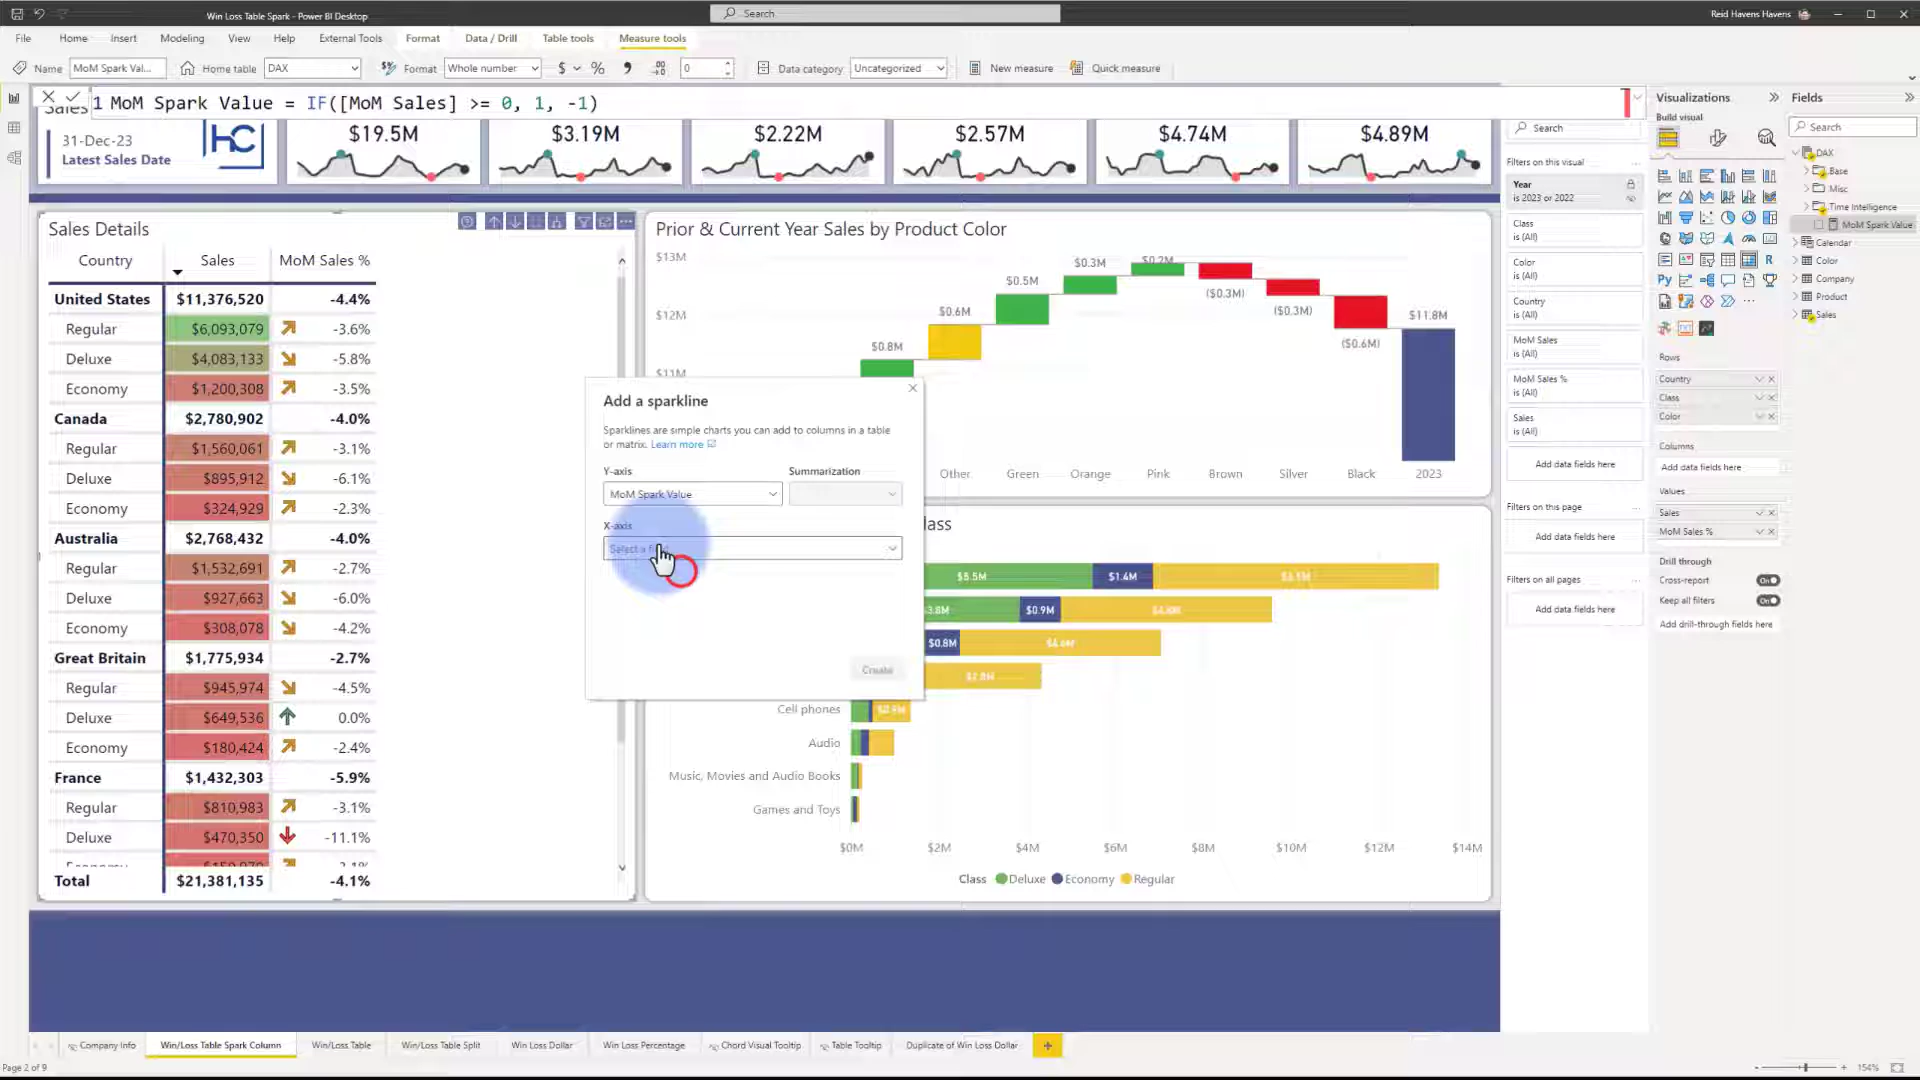 Win Loss Table Spark - Power BI Desktop
Search
Reid Havens Havens
File Home Insert Modeling View Help External Tools Format Data / Drill Table tools Measure tools
Name MoM Spark Val... Home table DAX Format Whole number $ % 0 Data category Uncategorized New measure Quick measure
1 MoM Spark Value = IF([MoM Sales] >= 0, 1, -1)
31-Dec-23
Latest Sales Date
HC
$19.5M $3.19M $2.22M $2.57M $4.74M $4.89M
Sales Details
Country Sales MoM Sales %
United States $11,376,520 -4.4%
Regular $6,093,079 -3.6%
Deluxe $4,083,133 -5.8%
Economy $1,200,308 -3.5%
Canada $2,780,902 -4.0%
Regular $1,560,061 -3.1%
Deluxe $895,912 -6.1%
Economy $324,929 -2.3%
Australia $2,768,432 -4.0%
Regular $1,532,691 -2.7%
Deluxe $927,663 -6.0%
Economy $308,078 -4.2%
Great Britain $1,775,934 -2.7%
Regular $945,974 -4.5%
Deluxe $649,536 0.0%
Economy $180,424 -2.4%
France $1,432,303 -5.9%
Regular $810,983 -3.1%
Deluxe $470,350 -11.1%
Total $21,381,135 -4.1%
Prior & Current Year Sales by Product Color
$13M
$12M
$11M
$0.8M
$0.6M
$0.5M
$0.3M
$0.2M
($0.3M)
($0.3M)
($0.6M)
$11.8M
Other Green Orange Pink Brown Silver Black 2023
Add a sparkline
Sparklines are simple charts you can add to columns in a table
or matrix. Learn more
Y-axis Summarization
MoM Spark Value
X-axis
Create
lass
$5.5M $1.4M
$3.8M $0.9M
$0.8M
$2.8M
Cell phones $0.9M
Audio
Music, Movies and Audio Books
Games and Toys
$0M $2M $4M $6M $8M $10M $12M $14M
Class Deluxe Economy Regular
Search
Filters on this visual
Year
is 2023 or 2022
Class
is (All)
Color
is (All)
Country
is (All)
MoM Sales
is (All)
MoM Sales %
is (All)
Sales
is (All)
Add data fields here
Filters on this page
Add data fields here
Filters on all pages
Add data fields here
Visualizations
Build visual
Rows
Country
Class
Color
Columns
Add data fields here
Values
Sales
MoM Sales %
Drill through
Cross-report On
Keep all filters On
Add drill-through fields here
Fields
Search
DAX
Base
Misc
Time Intelligence
MoM Spark Value
Calendar
Color
Company
Product
Sales
Company Info Win/Loss Table Spark Column Win/Loss Table Win/Loss Table Split Win Loss Dollar Win Loss Percentage Chord Visual Tooltip Table Tooltip Duplicate of Win Loss Dollar +
Page 2 of 9
154%